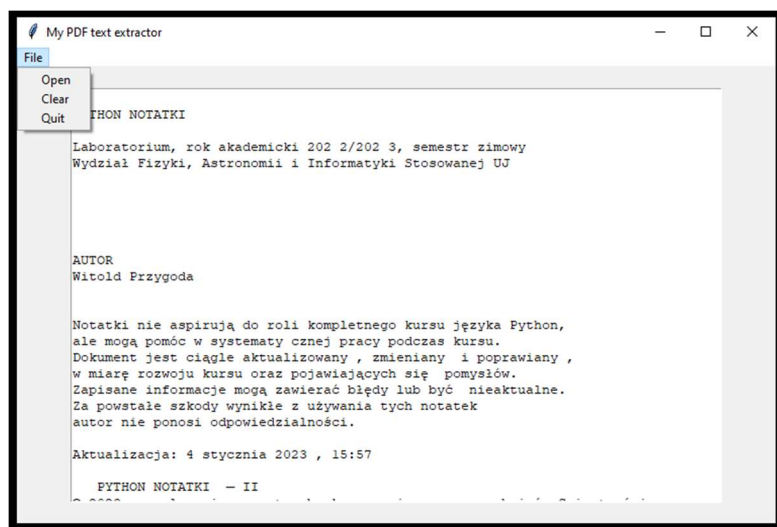 My PDF text extractor
File
Open
Clear
Quit
THON NOTATKI
Laboratorium, rok akademicki 202 2/202 3, semestr zimowy
Wydział Fizyki, Astronomii i Informatyki Stosowanej UJ
AUTOR
Witold Przygoda
Notatki nie aspirują do roli kompletnego kursu języka Python,
ale mogą pomóc w systematy cznej pracy podczas kursu.
Dokument jest ciągle aktualizowany , zmieniany  i poprawiany ,
w miarę rozwoju kursu oraz pojawiających się  pomysłów.
Zapisane informacje mogą zawierać błędy lub być  nieaktualne.
Za powstałe szkody wynikłe z używania tych notatek
autor nie ponosi odpowiedzialności.
Aktualizacja: 4 stycznia 2023 , 15:57
PYTHON NOTATKI  – II